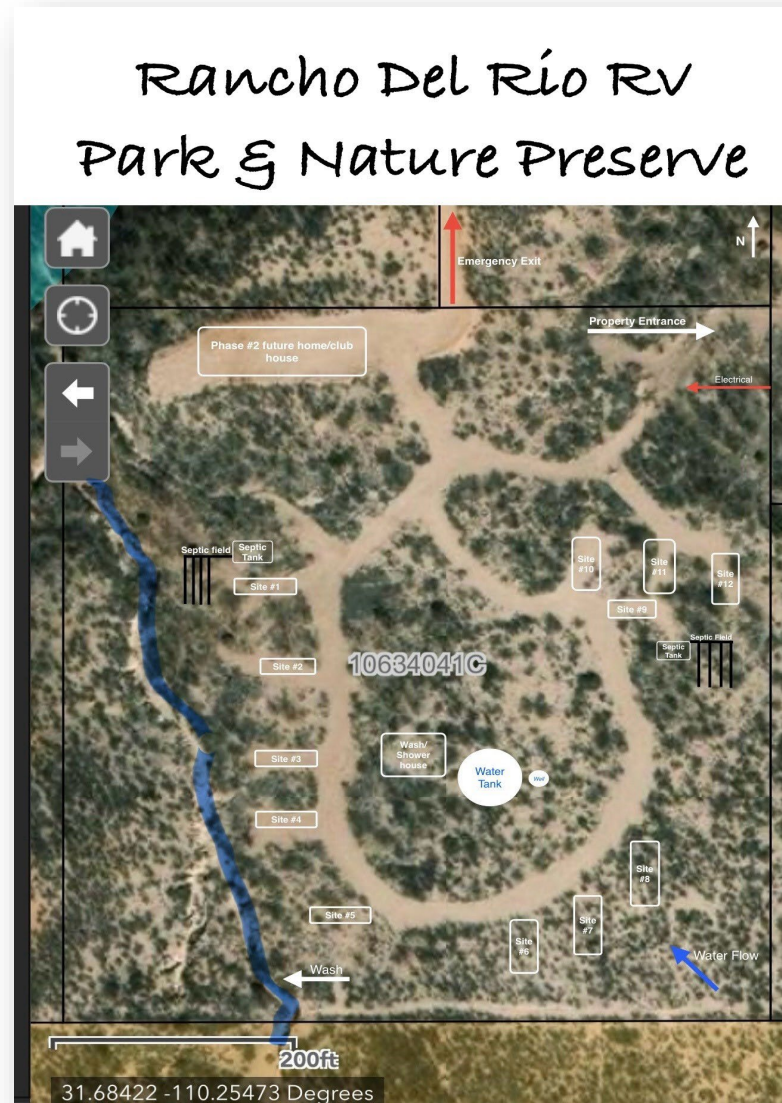 Rancho Del Rio RV
Park & Nature Preserve
N
Emergency Exit
Property Entrance
Phase #2 future home/club
house
Electrical
Septic field
Septic
Tank
Site #1
Site
#10
Site
#11
Site
#12
Site #9
Septic Field
Septic
Tank
Site #2
10634041C
Wash/
Shower
house
Site #3
Water
Tank
Well
Site #4
Site
#8
Site #5
Site
#7
Site
#6
Water Flow
Wash
200ft
31.68422 -110.25473 Degrees